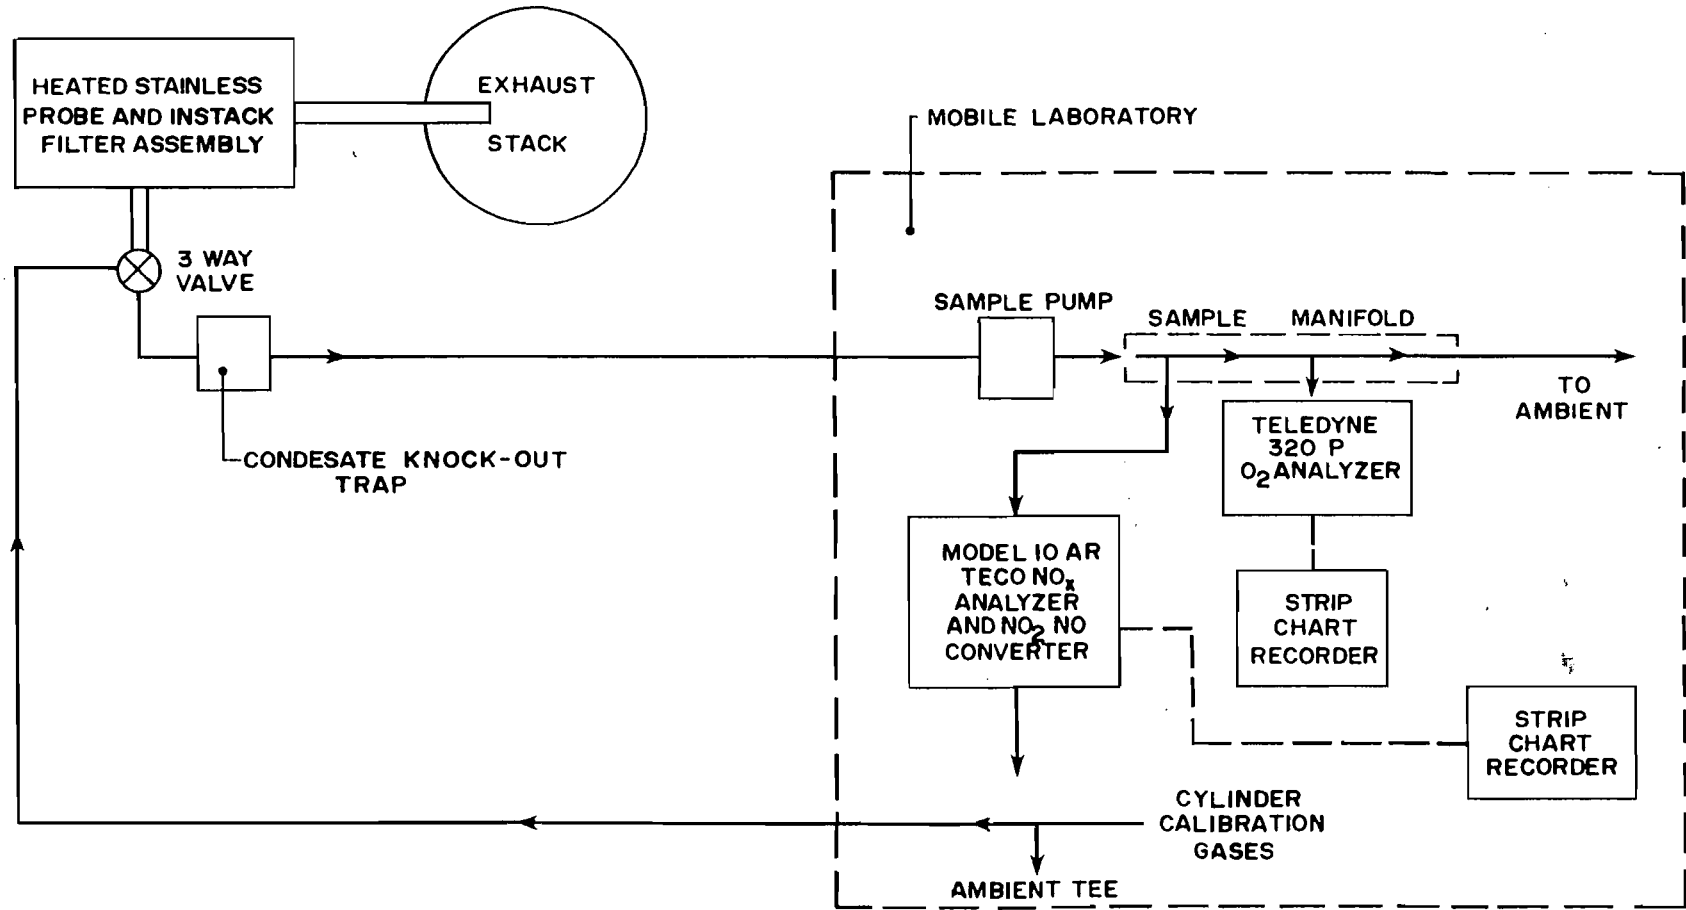 HEATED STAINLESS
PROBE AND INSTACK
FILTER ASSEMBLY
EXHAUST
STACK
3 WAY
VALVE
CONDESATE KNOCK-OUT
TRAP
MOBILE LABORATORY
SAMPLE PUMP
SAMPLE MANIFOLD
TO
AMBIENT
TELEDYNE
320 P
O2 ANALYZER
MODEL 10 AR
TECO NOx
ANALYZER
AND NO2 NO
CONVERTER
STRIP
CHART
RECORDER
STRIP
CHART
RECORDER
CYLINDER
CALIBRATION
GASES
AMBIENT TEE